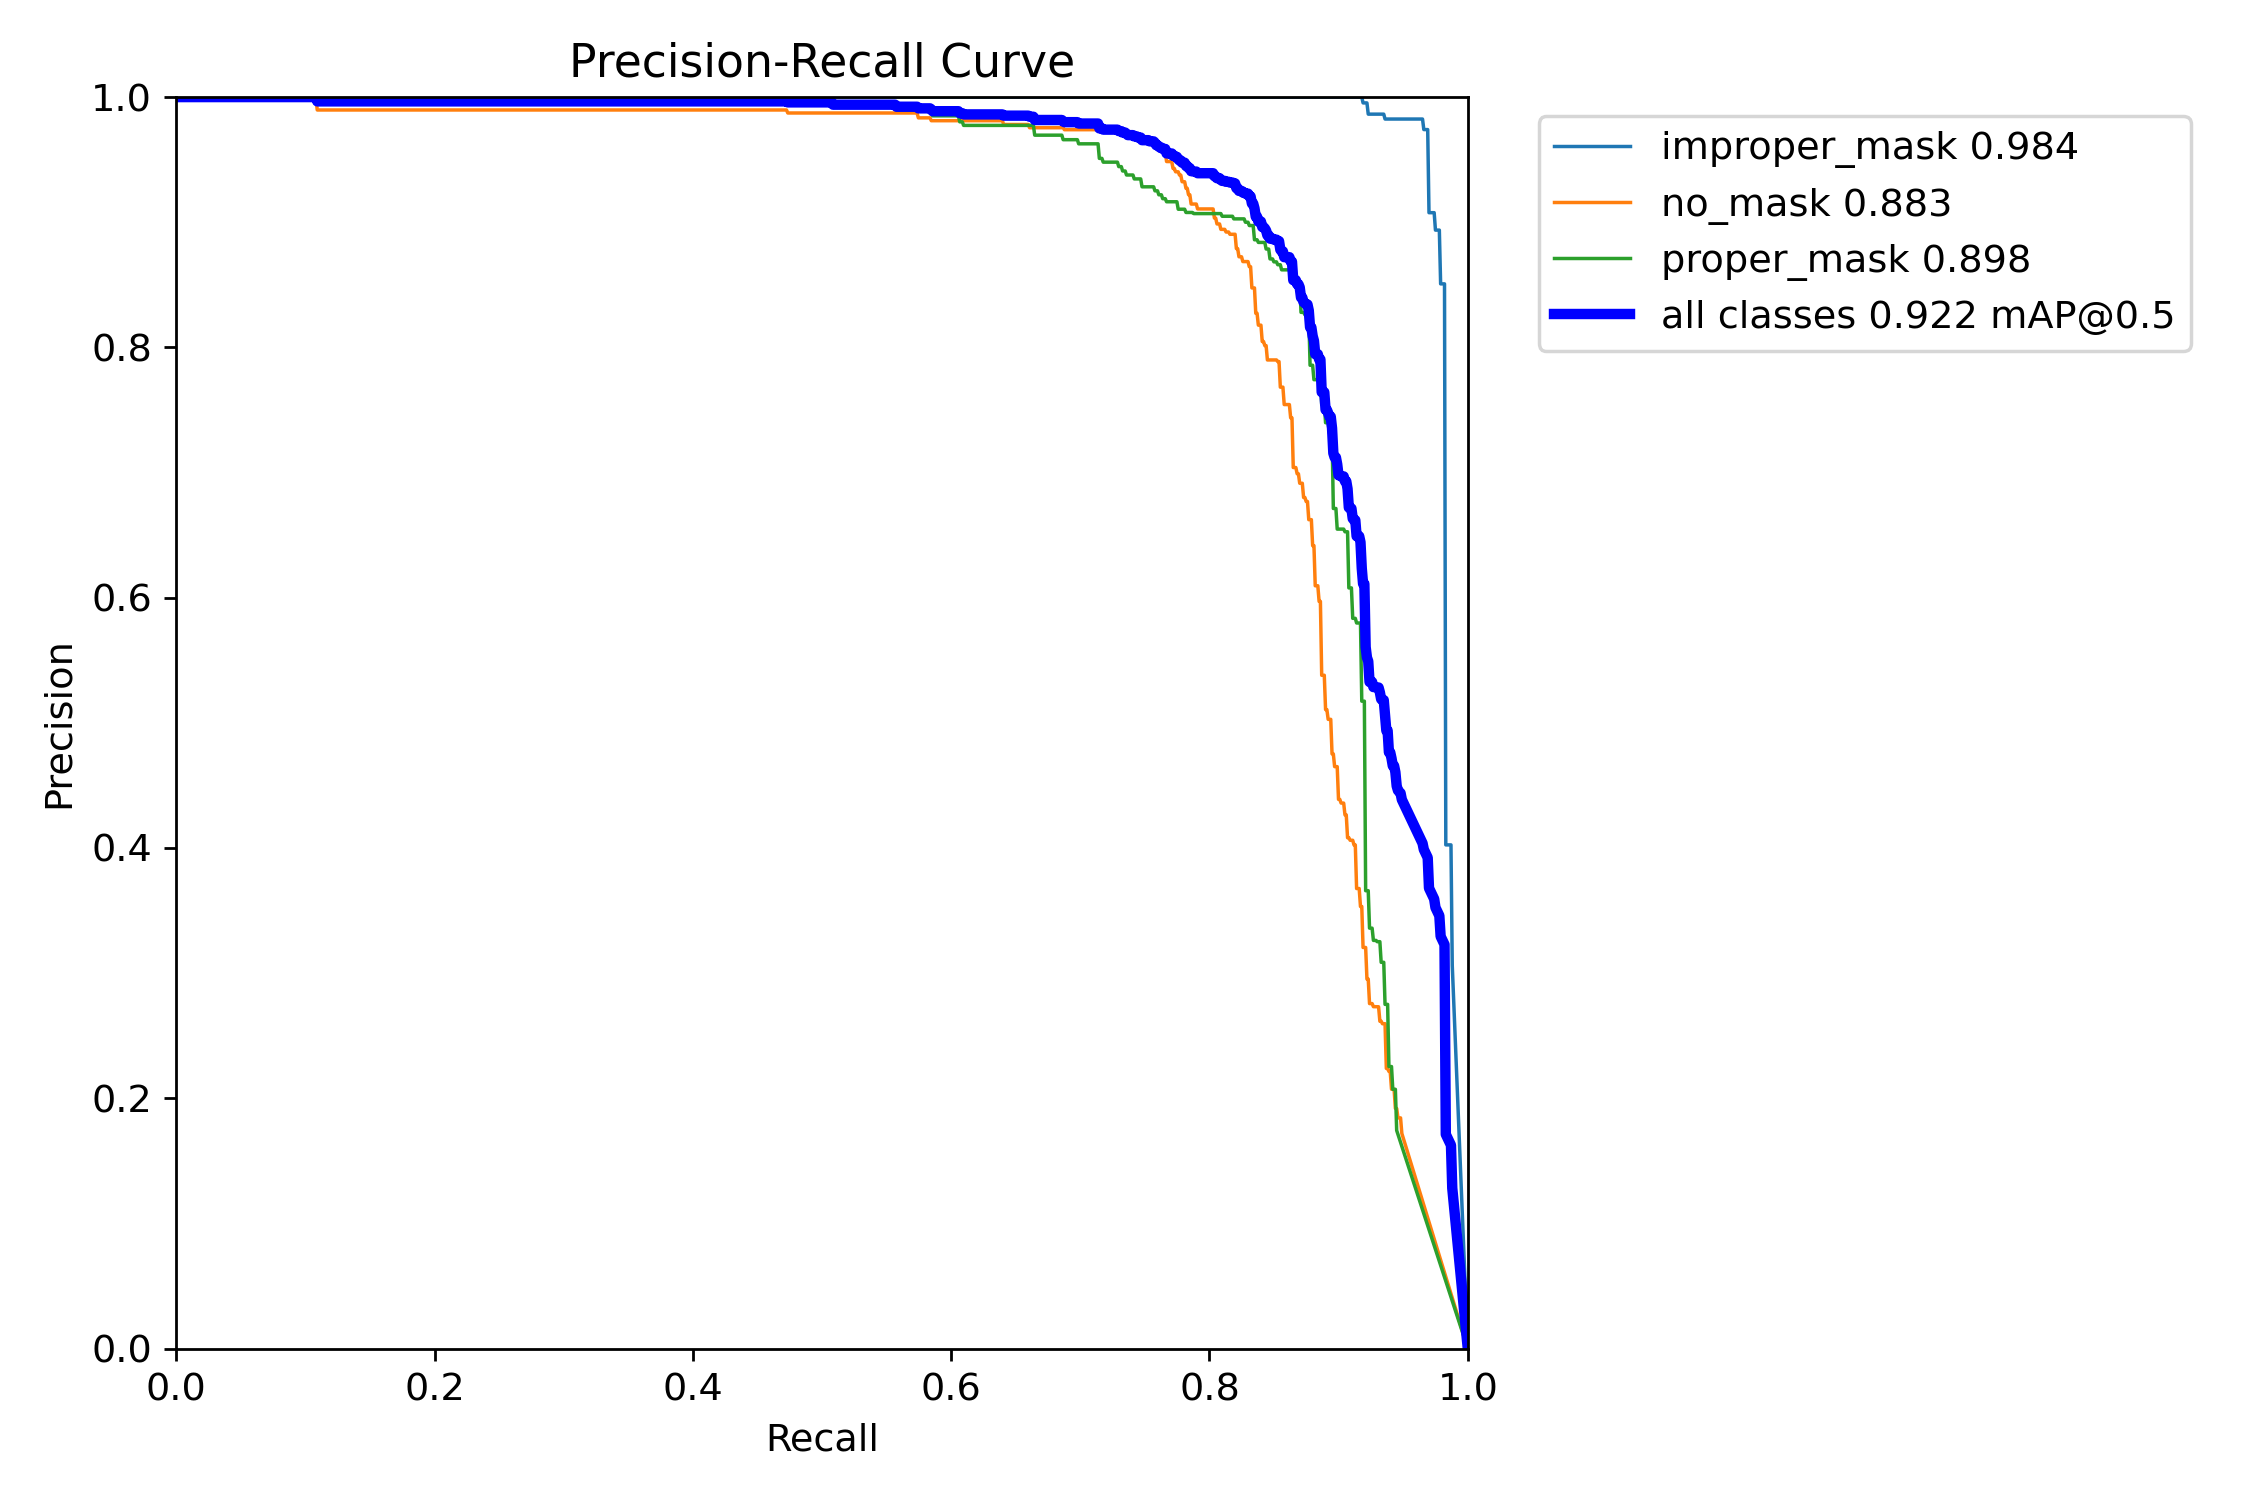 Precision-Recall Curve
1.0
0.8
0.6
0.4
0.2
0.0
Precision
0.0 0.2 0.4 0.6 0.8 1.0
Recall
improper_mask 0.984
no_mask 0.883
proper_mask 0.898
all classes 0.922 mAP@0.5